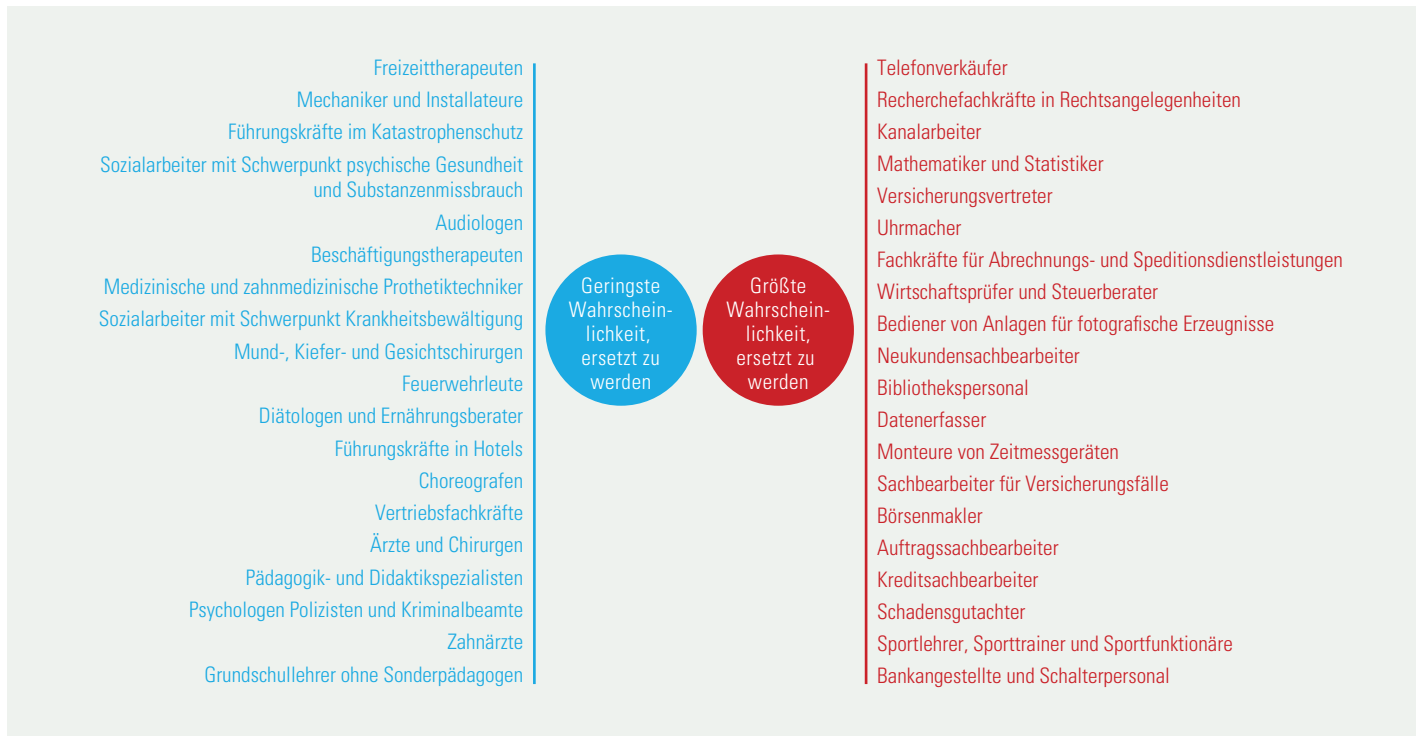 Freizeittherapeuten
Mechaniker und Installateure
Führungskräfte im Katastrophenschutz
Sozialarbeiter mit Schwerpunkt psychische Gesundheit
und Substanzenmissbrauch
Audiologen
Beschäftigungstherapeuten
Medizinische und zahnmedizinische Prothetiktechniker
Sozialarbeiter mit Schwerpunkt Krankheitsbewältigung
Mund-, Kiefer- und Gesichtschirurgen
Feuerwehrleute
Diätologen und Ernährungsberater
Führungskräfte in Hotels
Choreografen
Vertriebsfachkräfte
Ärzte und Chirurgen
Pädagogik- und Didaktikspezialisten
Psychologen Polizisten und Kriminalbeamte
Zahnärzte
Grundschullehrer ohne Sonderpädagogen
Geringste
Wahrschein-
lichkeit,
ersetzt zu
werden
Größte
Wahrschein-
lichkeit,
ersetzt zu
werden
Telefonverkäufer
Recherchefachkräfte in Rechtsangelegenheiten
Kanalarbeiter
Mathematiker und Statistiker
Versicherungsvertreter
Uhrmacher
Fachkräfte für Abrechnungs- und Speditionsdienstleistungen
Wirtschaftsprüfer und Steuerberater
Bediener von Anlagen für fotografische Erzeugnisse
Neukundensachbearbeiter
Bibliothekspersonal
Datenerfasser
Monteure von Zeitmessgeräten
Sachbearbeiter für Versicherungsfälle
Börsenmakler
Auftragssachbearbeiter
Kreditsachbearbeiter
Schadensgutachter
Sportlehrer, Sporttrainer und Sportfunktionäre
Bankangestellte und Schalterpersonal